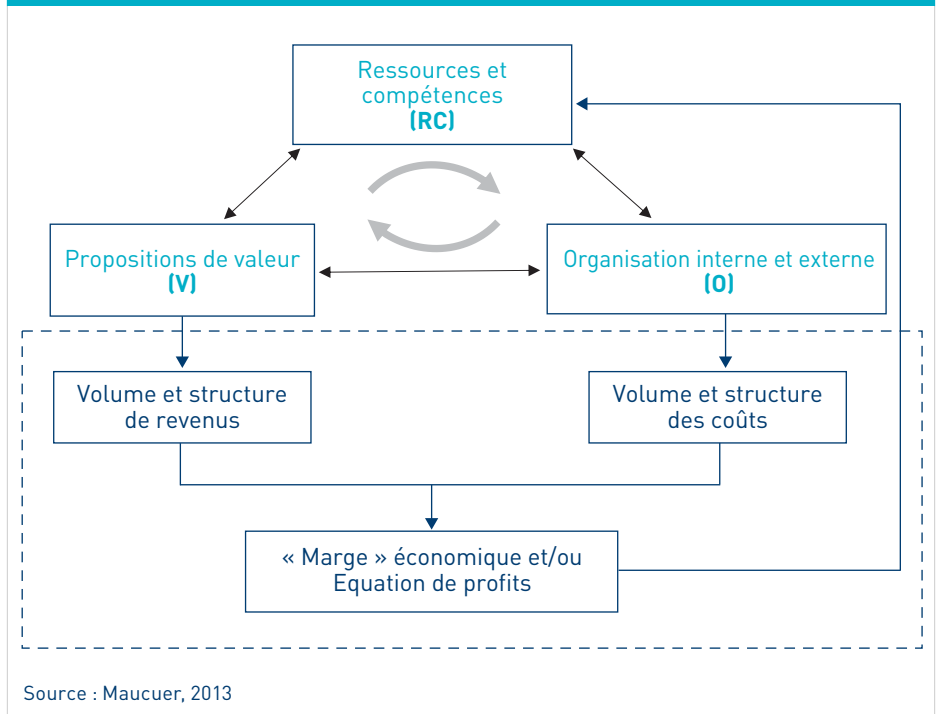 Ressources et
compétences
(RC)
Propositions de valeur
(V)
Organisation interne et externe
(O)
Volume et structure
de revenus
Volume et structure
des coûts
« Marge » économique et/ou
Equation de profits
Source : Maucuer, 2013